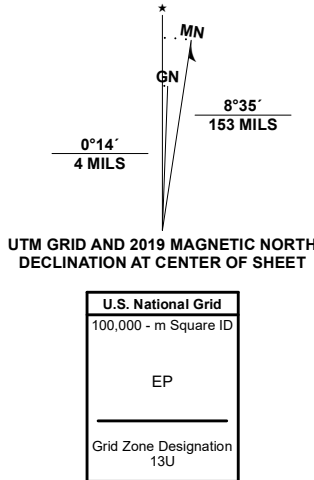 ★
MN
GN
8°35´
153 MILS
0°14´
4 MILS
UTM GRID AND 2019 MAGNETIC NORTH
DECLINATION AT CENTER OF SHEET
U.S. National Grid
100,000 - m Square ID
EP
Grid Zone Designation
13U